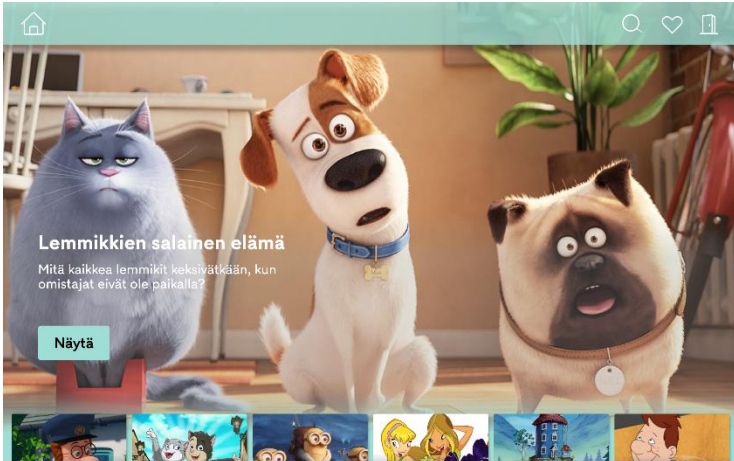 Lemmikkien salainen elämä
Mitä kaikkea lemmikit keksivätkään, kun
omistajat eivät ole paikalla?
Näytä